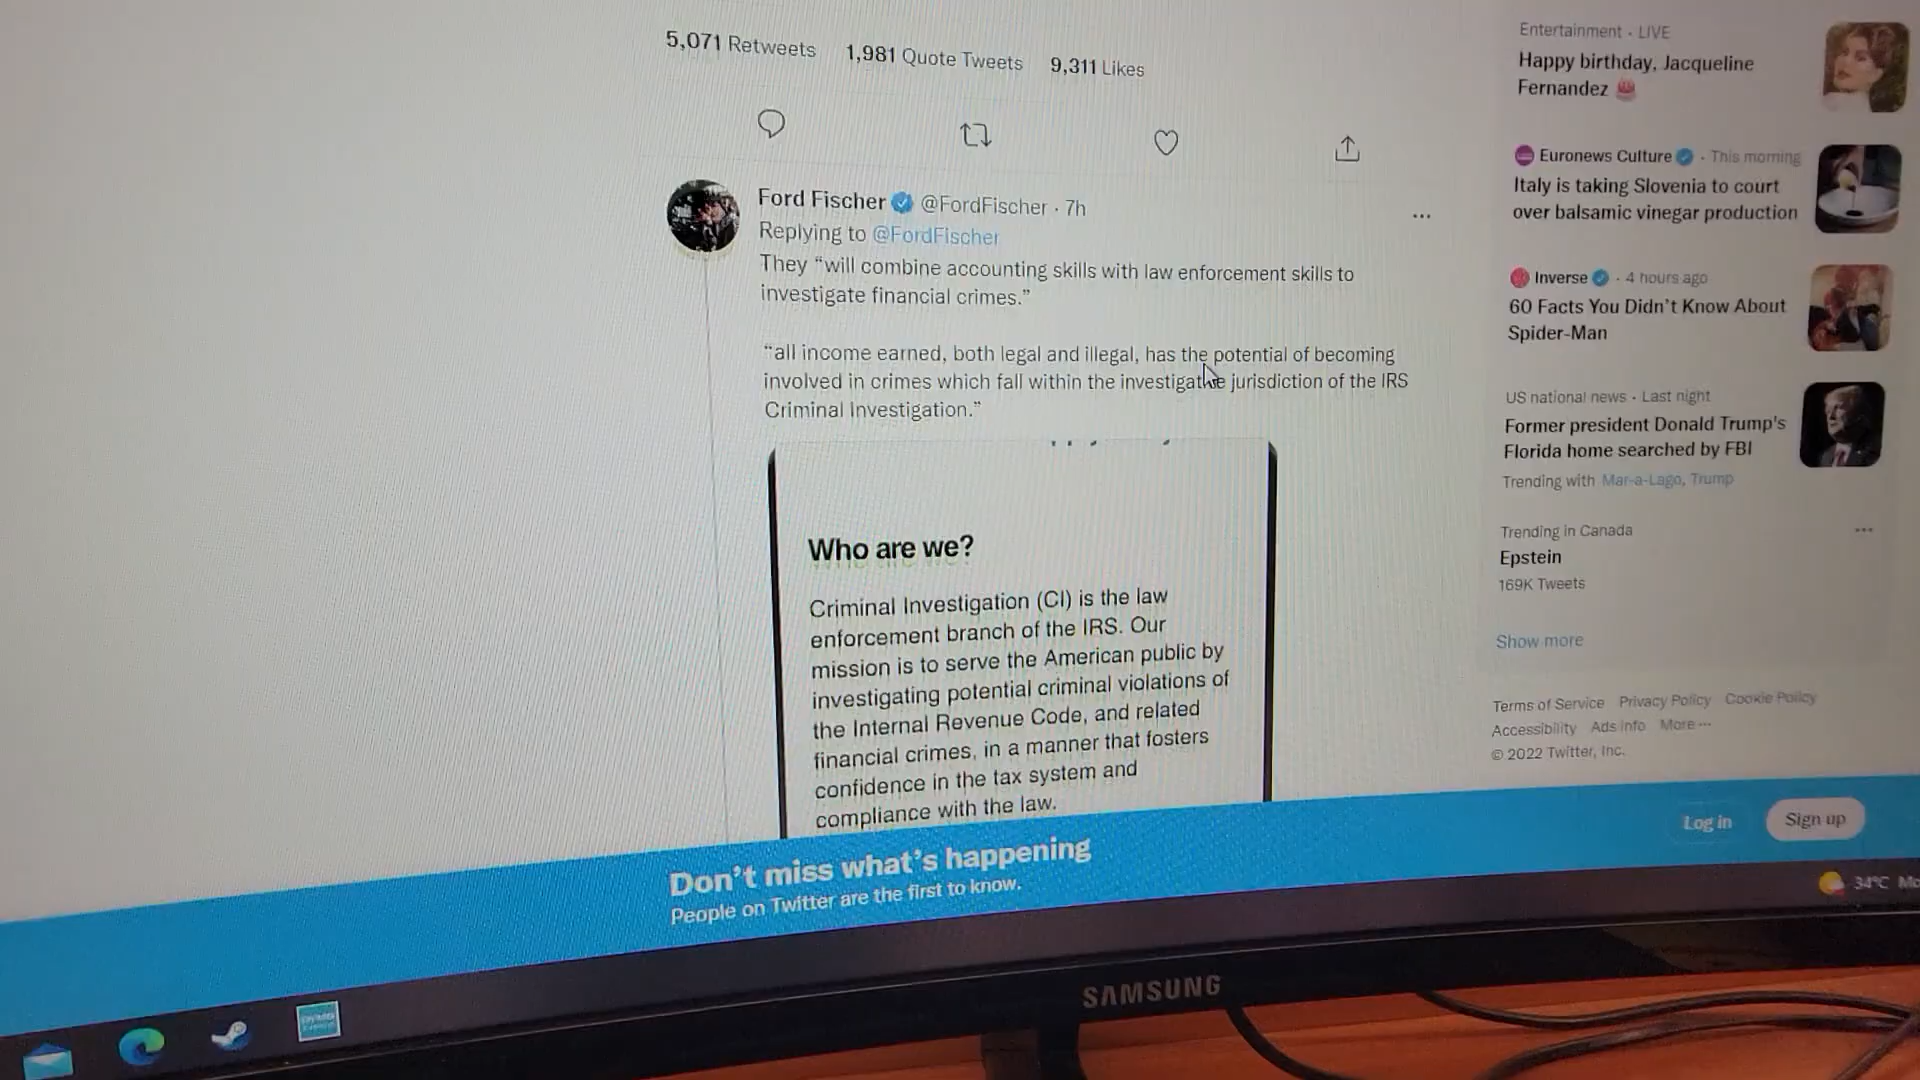 5,071 Retweets 1,981 Quote Tweets 9,311 Likes
Ford Fischer @FordFischer · 7h
Replying to @FordFischer
They “will combine accounting skills with law enforcement skills to
investigate financial crimes.”
“all income earned, both legal and illegal, has the potential of becoming
involved in crimes which fall within the investigative jurisdiction of the IRS
Criminal Investigation.”
Who are we?
Criminal Investigation (CI) is the law
enforcement branch of the IRS. Our
mission is to serve the American public by
investigating potential criminal violations of
the Internal Revenue Code, and related
financial crimes, in a manner that fosters
confidence in the tax system and
compliance with the law.
Entertainment · LIVE
Happy birthday, Jacqueline
Fernandez
Euronews Culture · This morning
Italy is taking Slovenia to court
over balsamic vinegar production
Inverse · 4 hours ago
60 Facts You Didn’t Know About
Spider-Man
US national news · Last night
Former president Donald Trump's
Florida home searched by FBI
Trending with Mar-a-Lago, Trump
Trending in Canada
Epstein
169K Tweets
Show more
Terms of Service Privacy Policy Cookie Policy
Accessibility Ads info More ···
© 2022 Twitter, Inc.
Don’t miss what’s happening
People on Twitter are the first to know.
Log in Sign up
34°C Mo
SAMSUNG